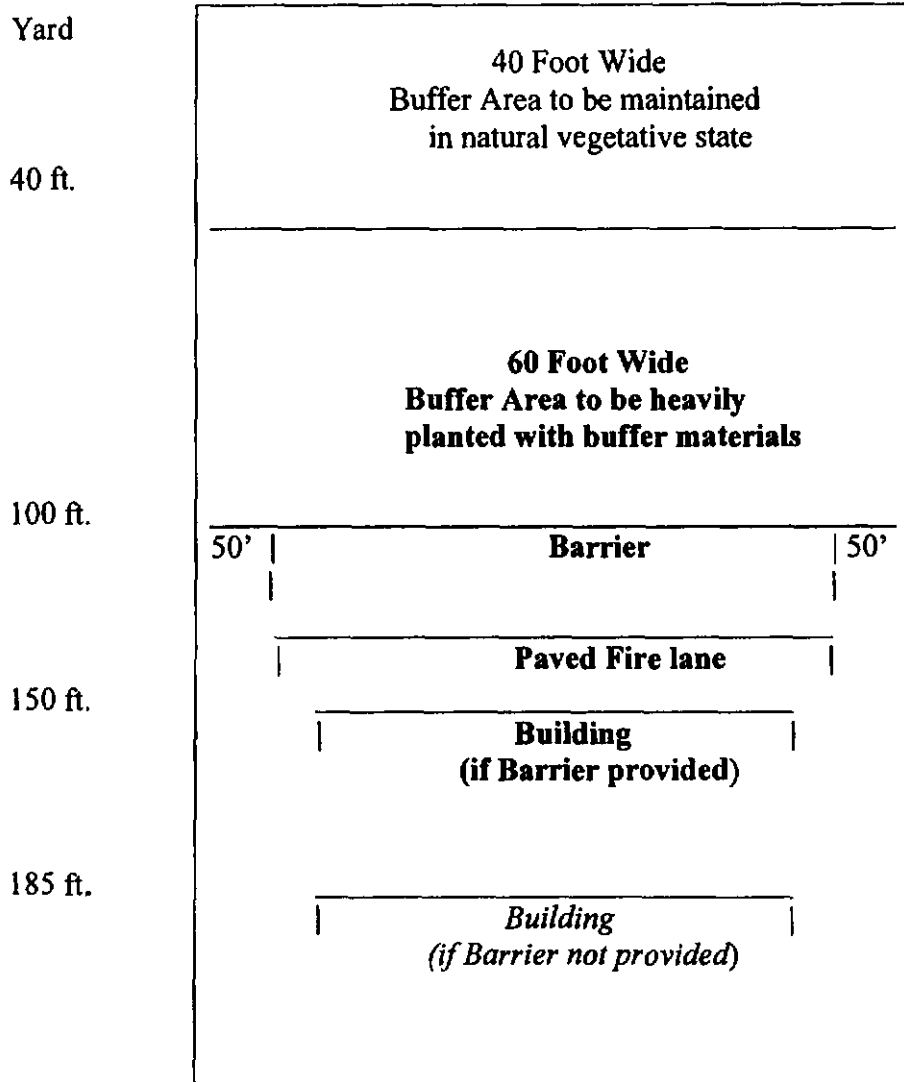 Yard
40 Foot Wide
Buffer Area to be maintained
in natural vegetative state
40 ft.
60 Foot Wide
Buffer Area to be heavily
planted with buffer materials
100 ft.
50' Barrier 50'
Paved Fire lane
150 ft.
Building
(if Barrier provided)
185 ft.
Building
(if Barrier not provided)